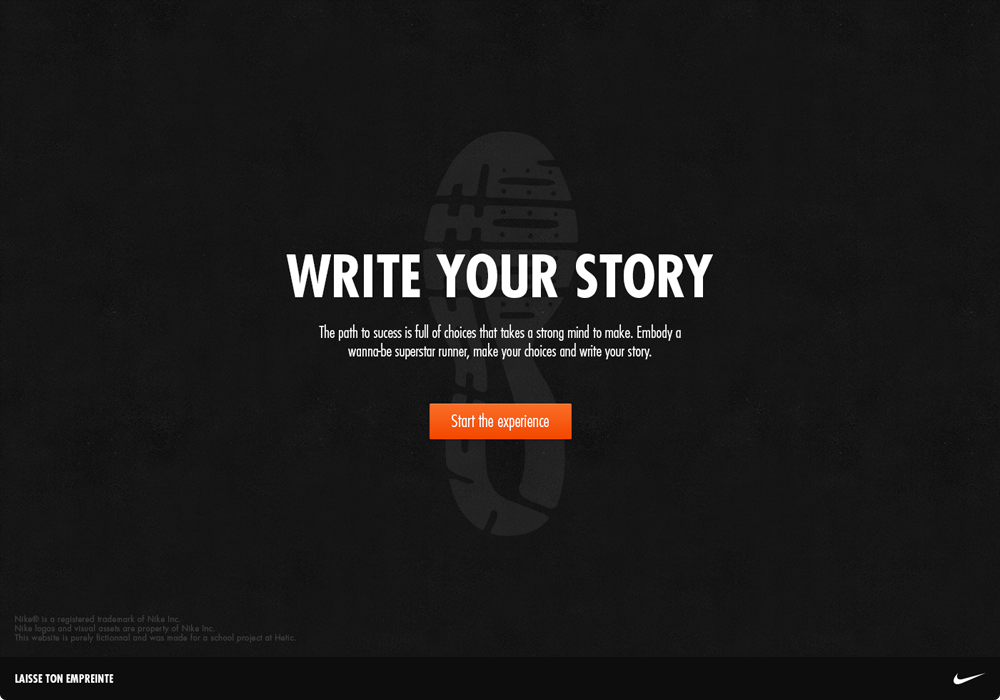 WRITE YOUR STORY
The path to sucess is full of choices that takes a strong mind to make. Embody a
wanna-be superstar runner, make your choices and write your story.
Start the experience
Nike® is a registered trademark of Nike Inc.
Nike logos and visual assets are property of Nike Inc.
This website is purely fictionnal and was made for a school project at Hetic.
LAISSE TON EMPREINTE